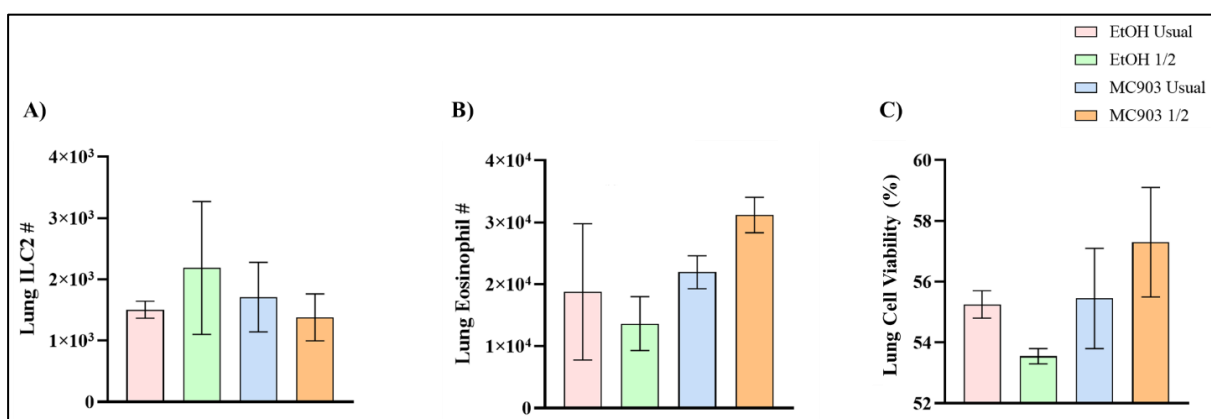 EtOH Usual
EtOH 1/2
MC903 Usual
MC903 1/2
A)
B)
C)
Lung ILC2 #
4×10³
3×10³
2×10³
1×10³
0
Lung Eosinophil #
4×10⁴
3×10⁴
2×10⁴
1×10⁴
0
Lung Cell Viability (%)
60
58
56
54
52